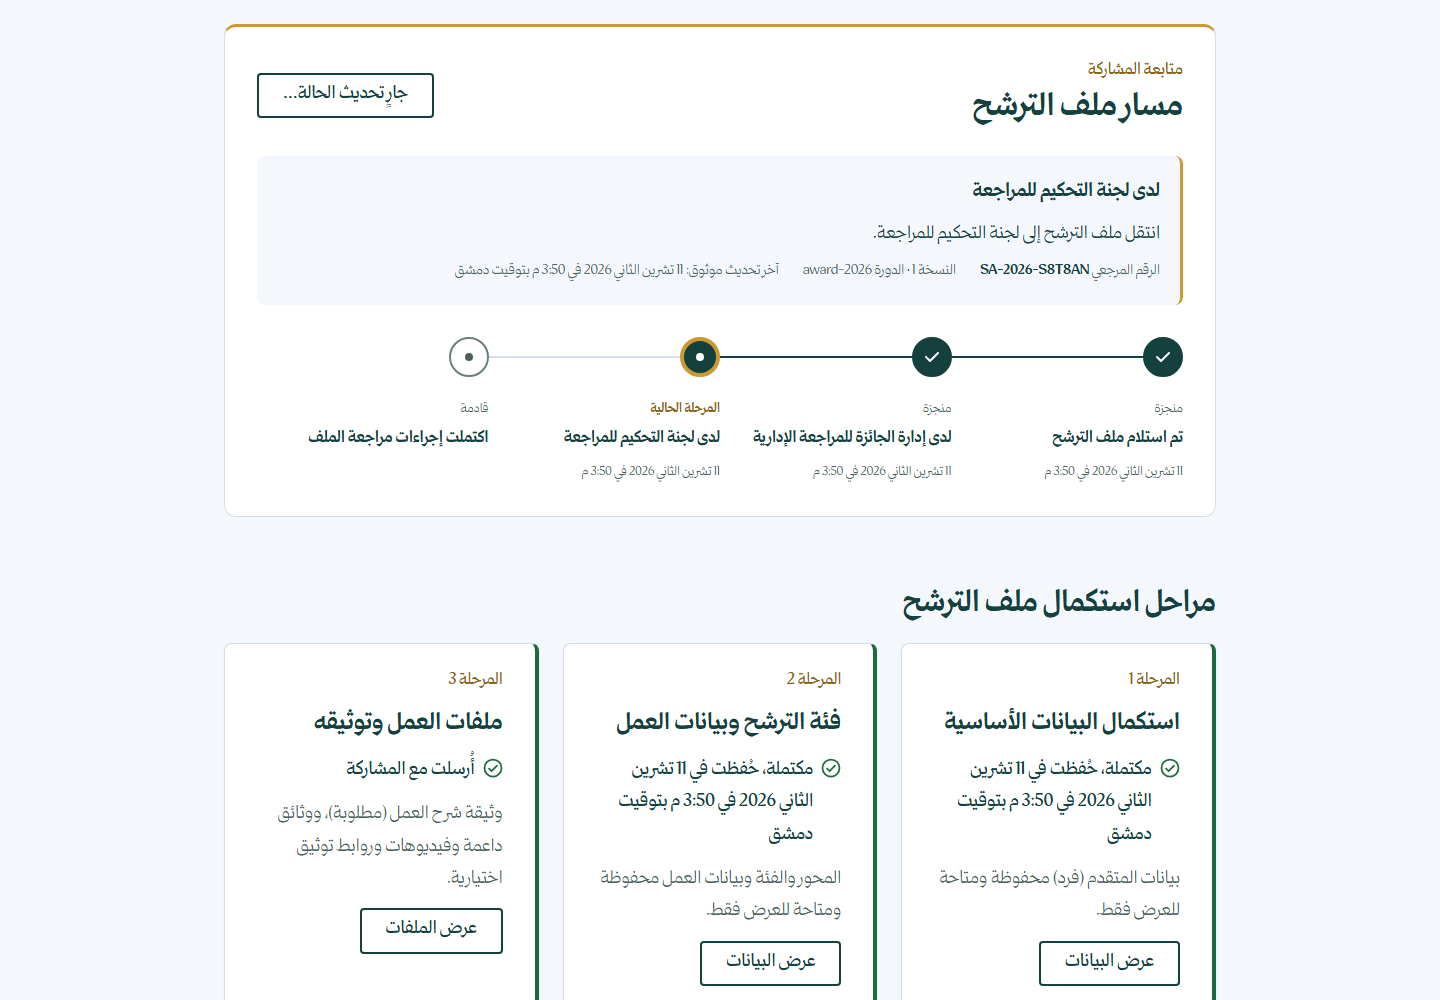 متابعة المشاركة
مسار ملف الترشح
جارٍ تحديث الحالة...
لدى لجنة التحكيم للمراجعة
انتقل ملف الترشح إلى لجنة التحكيم للمراجعة.
الرقم المرجعي SA-2026-S8T8AN
النسخة 1 · الدورة award-2026
آخر تحديث موثوق: 11 تشرين الثاني 2026 في 3:50 م بتوقيت دمشق
منجزة
تم استلام ملف الترشح
11 تشرين الثاني 2026 في 3:50 م
منجزة
لدى إدارة الجائزة للمراجعة الإدارية
11 تشرين الثاني 2026 في 3:50 م
المرحلة الحالية
لدى لجنة التحكيم للمراجعة
11 تشرين الثاني 2026 في 3:50 م
قادمة
اكتملت إجراءات مراجعة الملف
مراحل استكمال ملف الترشح
المرحلة 1
استكمال البيانات الأساسية
مكتملة، حُفظت في 11 تشرين
الثاني 2026 في 3:50 م بتوقيت
دمشق
بيانات المتقدم (فرد) محفوظة ومتاحة
للعرض فقط.
عرض البيانات
المرحلة 2
فئة الترشح وبيانات العمل
مكتملة، حُفظت في 11 تشرين
الثاني 2026 في 3:50 م بتوقيت
دمشق
المحور والفئة وبيانات العمل محفوظة
ومتاحة للعرض فقط.
عرض البيانات
المرحلة 3
ملفات العمل وتوثيقه
أُرسلت مع المشاركة
وثيقة شرح العمل (مطلوبة)، ووثائق
داعمة وفيديوهات وروابط توثيق
اختيارية.
عرض الملفات